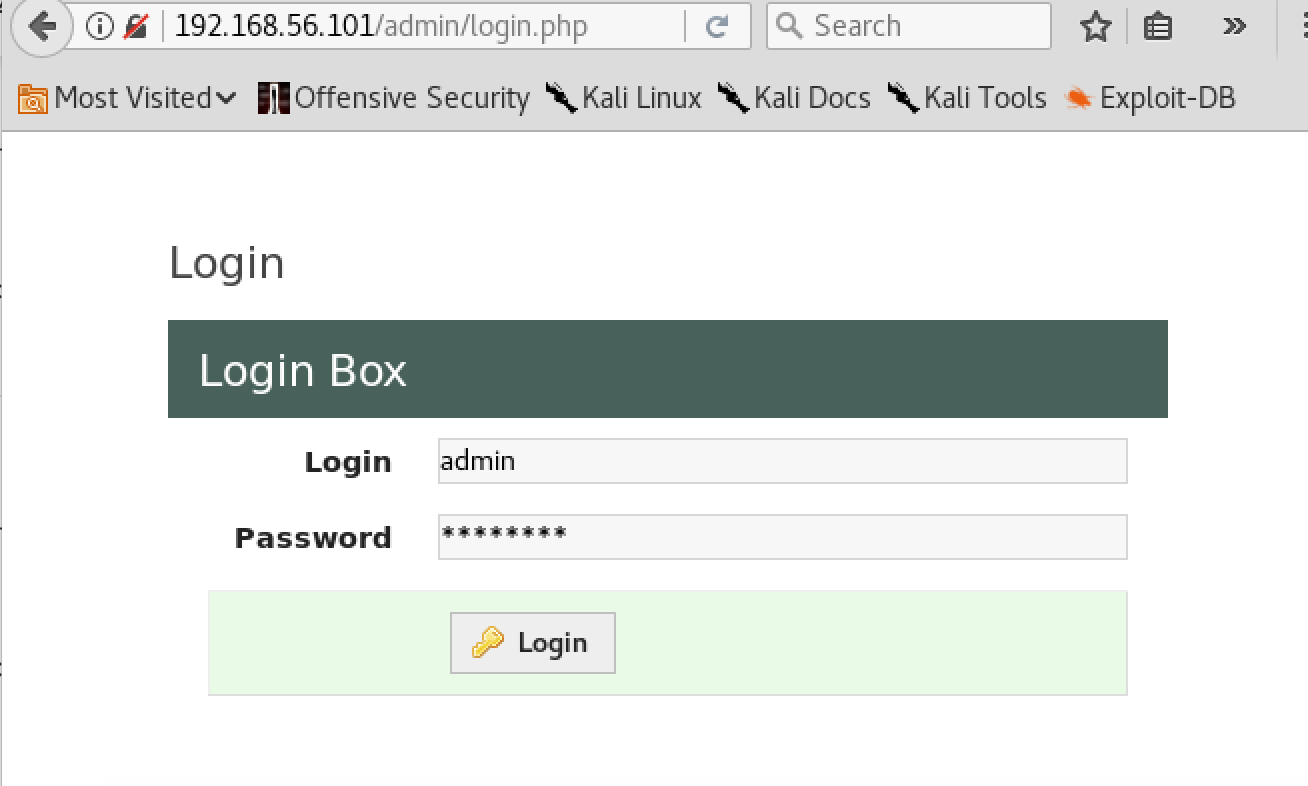 192.168.56.101/admin/login.php Search
Most Visited Offensive Security Kali Linux Kali Docs Kali Tools Exploit-DB
Login
Login Box
Login admin
Password ********
Login